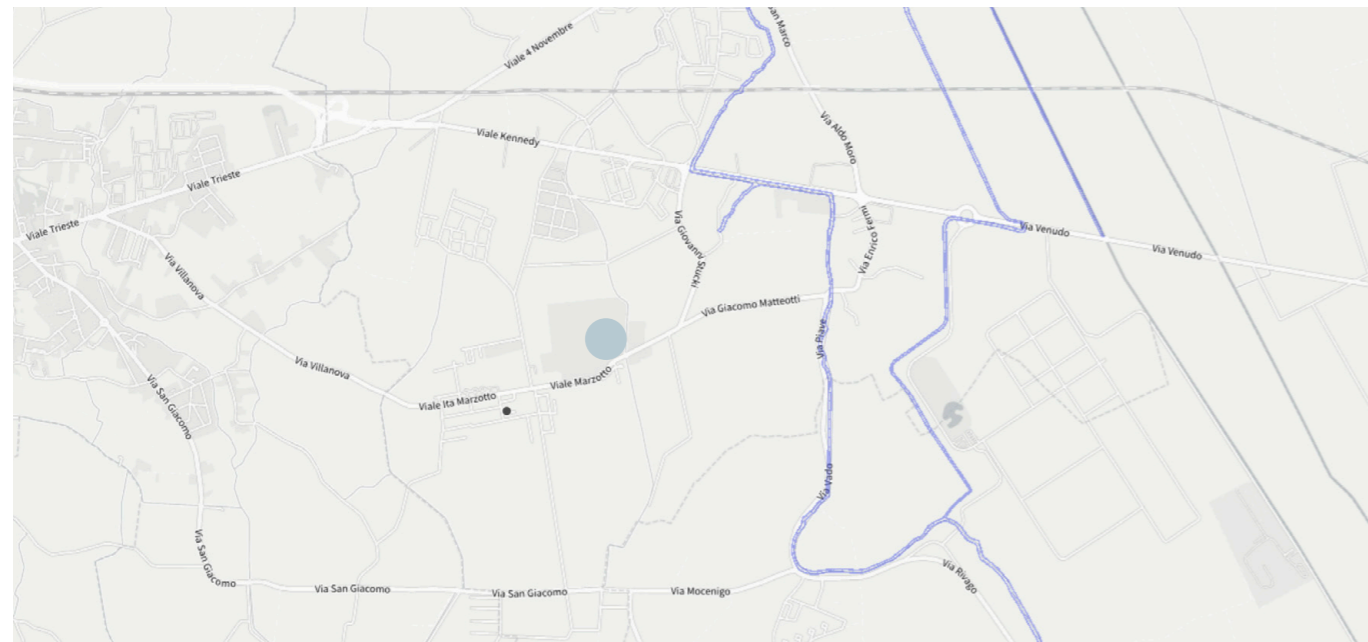 San Marco
Viale 4 Novembre
Viale Kennedy
Via Aldo Moro
Viale Trieste
Viale Trieste
Via Giovanni Stucki
Via Enrico Fermi
Via Venudo
Via Venudo
Via Villanova
Via Giacomo Matteotti
Via Piave
Via Villanova
Viale Marzotto
Viale Ita Marzotto
Via San Giacomo
Via Vado
Via San Giacomo
Via San Giacomo
Via San Giacomo
Via Mocenigo
Via Rivago